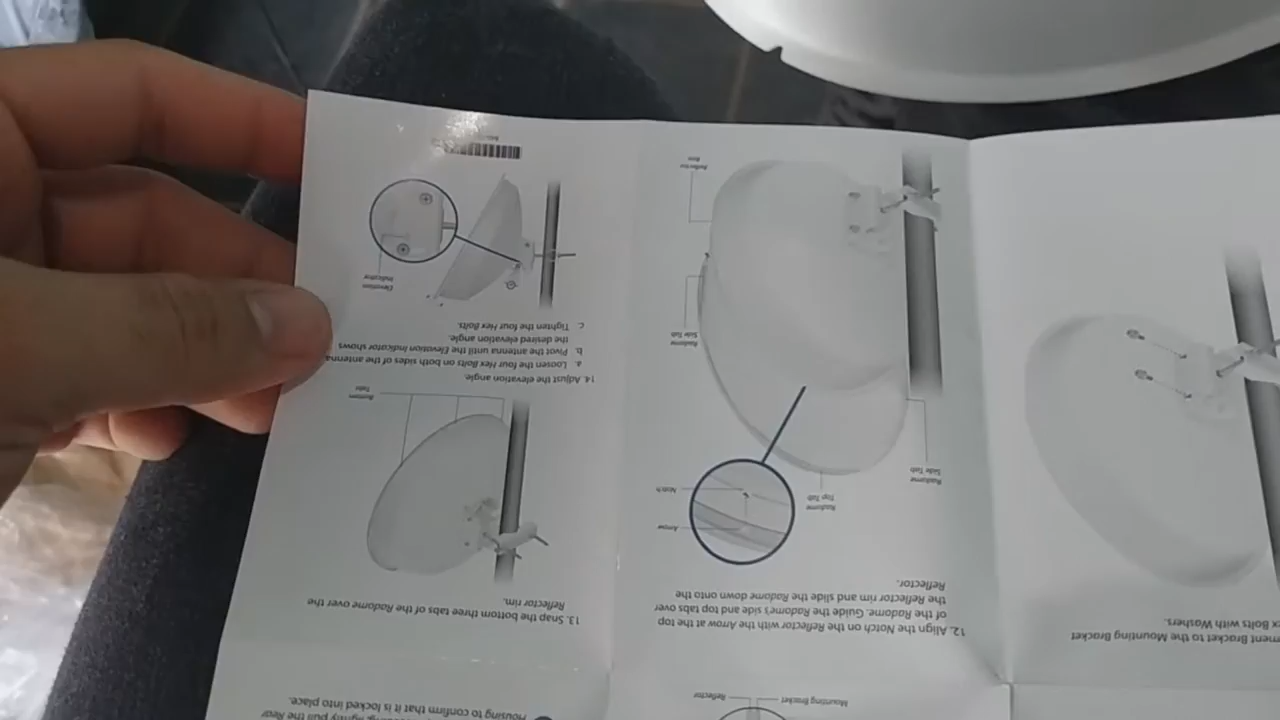 Housing to confirm that it is locked into place.
13. Snap the bottom three tabs of the Radome over the
Reflector rim.
Bottom
Tabs
14. Adjust the elevation angle.
a. Loosen the four Hex Bolts on both sides of the antenna
b. Pivot the antenna until the Elevation Indicator shows
the desired elevation angle.
c. Tighten the four Hex Bolts.
Elevation
Indicator
Mounting Bracket
Reflector
12. Align the Notch on the Reflector with the Arrow at the top
of the Radome. Guide the Radome's side and top tabs over
the Reflector rim and slide the Radome down onto the
Reflector.
Arrow
Notch
Radome
Top Tab
Radome
Side Tab
Radome
Side Tab
Reflector
Rim
ment Bracket to the Mounting Bracket
ex Bolts with Washers.